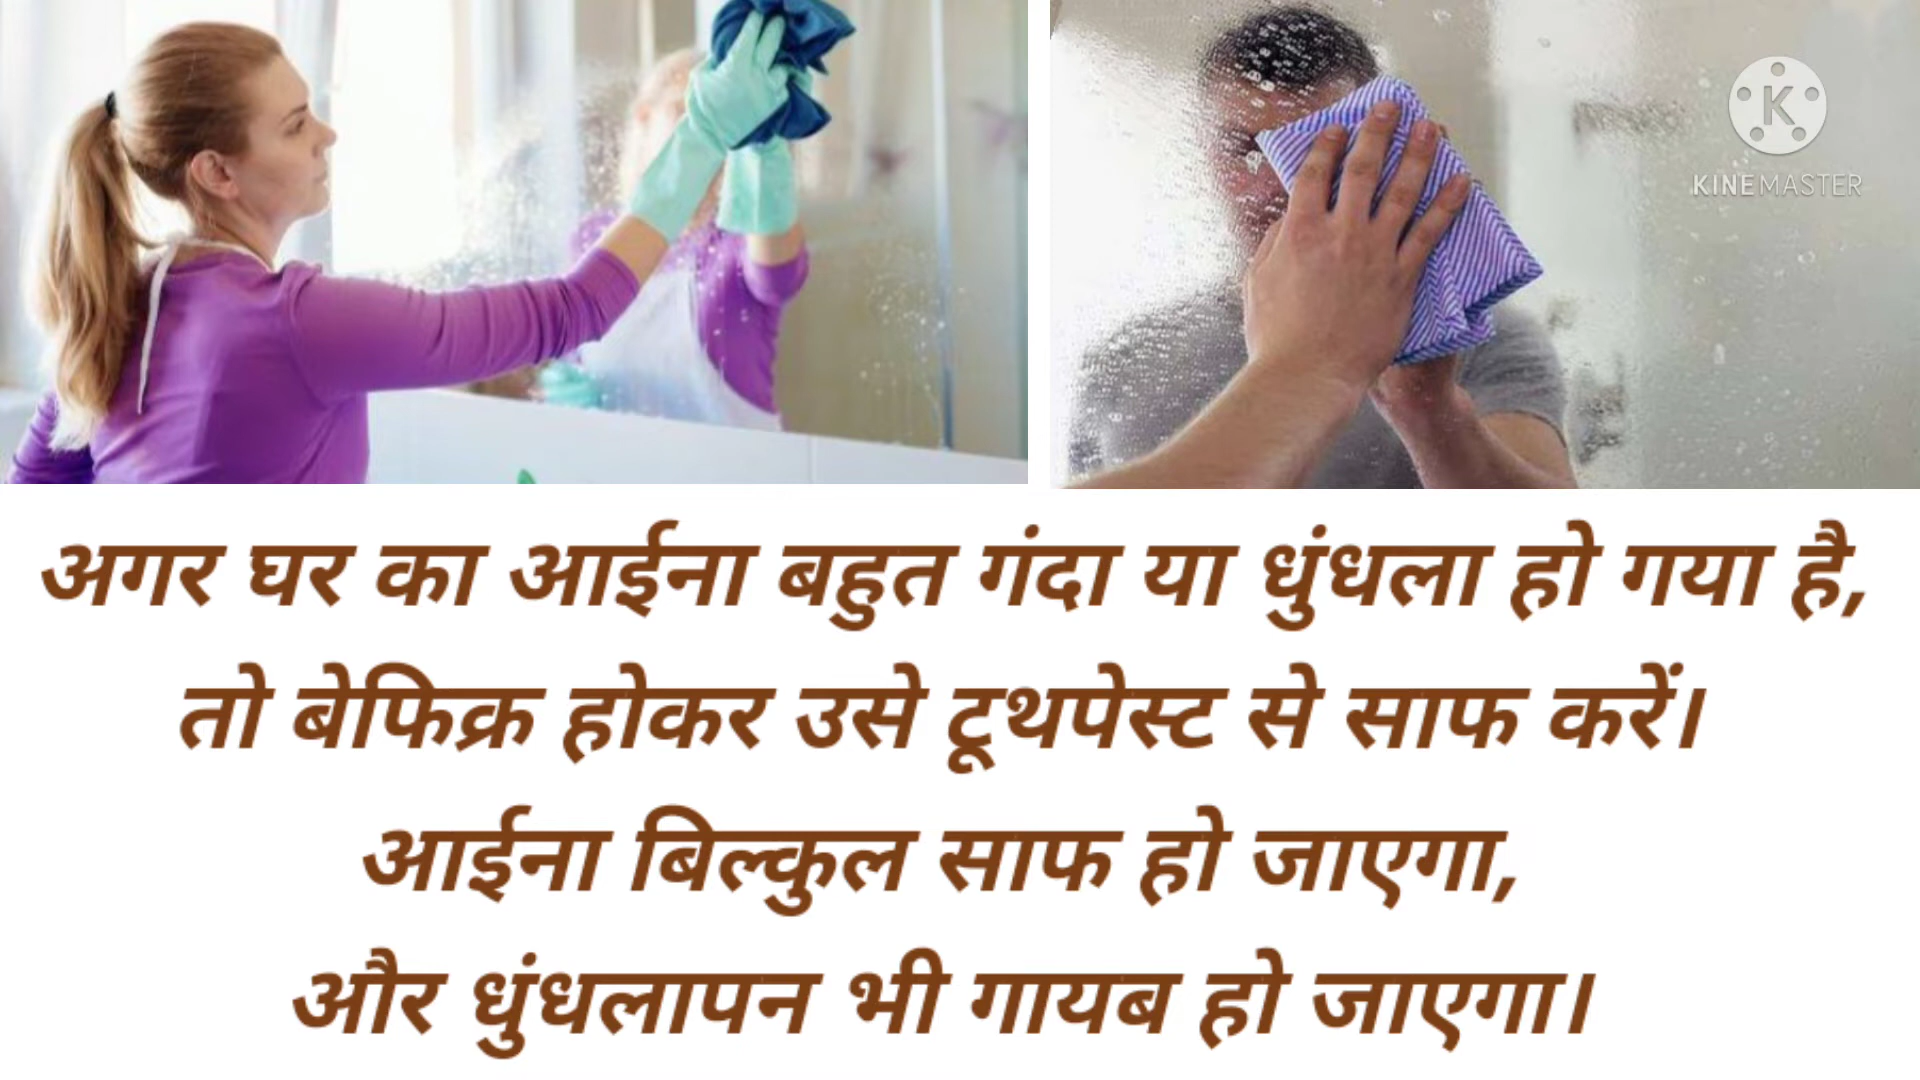 K
KINEMASTER
अगर घर का आईना बहुत गंदा या धुंधला हो गया है,
तो बेफिक्र होकर उसे टूथपेस्ट से साफ करें।
आईना बिल्कुल साफ हो जाएगा,
और धुंधलापन भी गायब हो जाएगा।